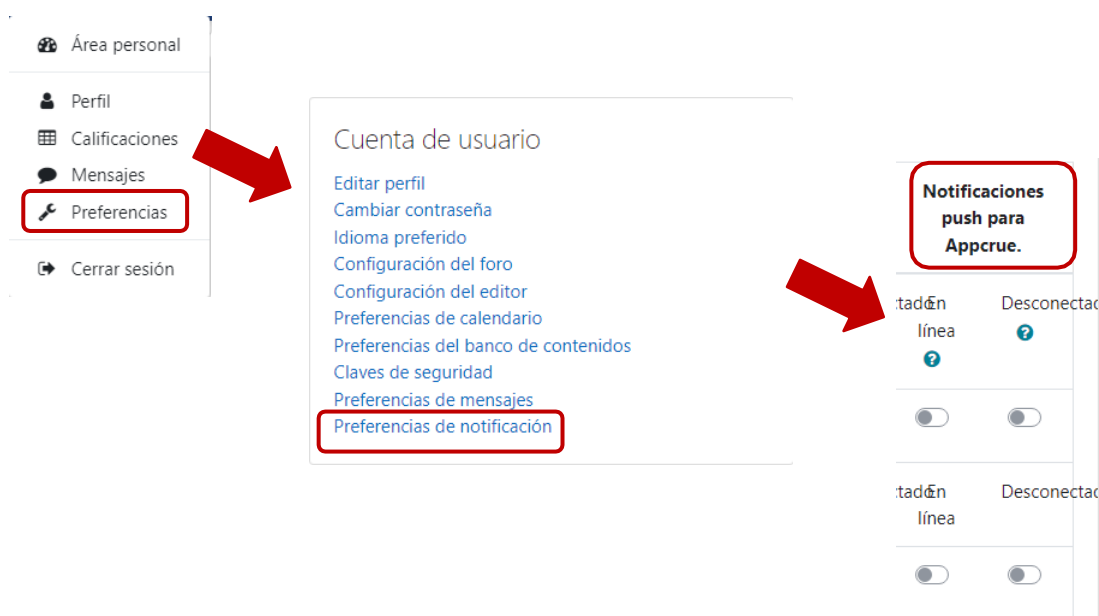 Área personal
Perfil
Calificaciones
Mensajes
Preferencias
Cerrar sesión
Cuenta de usuario
Editar perfil
Cambiar contraseña
Idioma preferido
Configuración del foro
Configuración del editor
Preferencias de calendario
Preferencias del banco de contenidos
Claves de seguridad
Preferencias de mensajes
Preferencias de notificación
Notificaciones
push para
Appcrue.
En Desconectad
línea
En Desconectad
línea